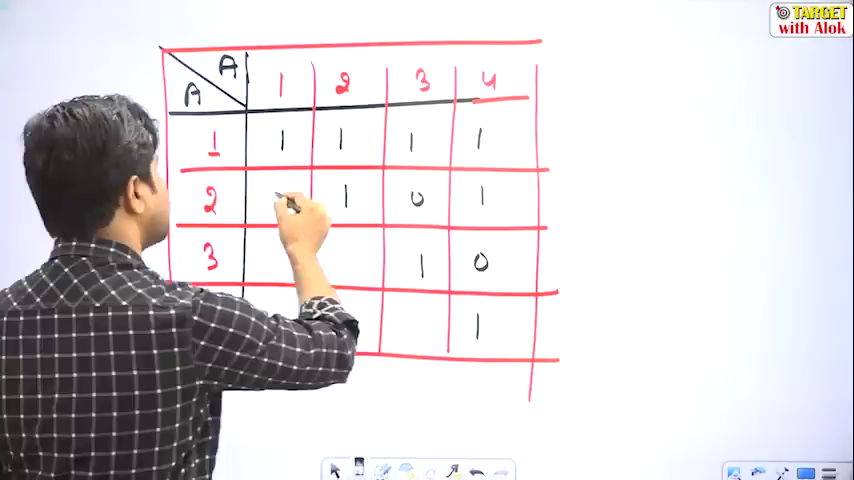 TARGET
with Alok
A
A 1 2 3 4
1 1 1 1 1
2 1 0 1
3 1 0
1